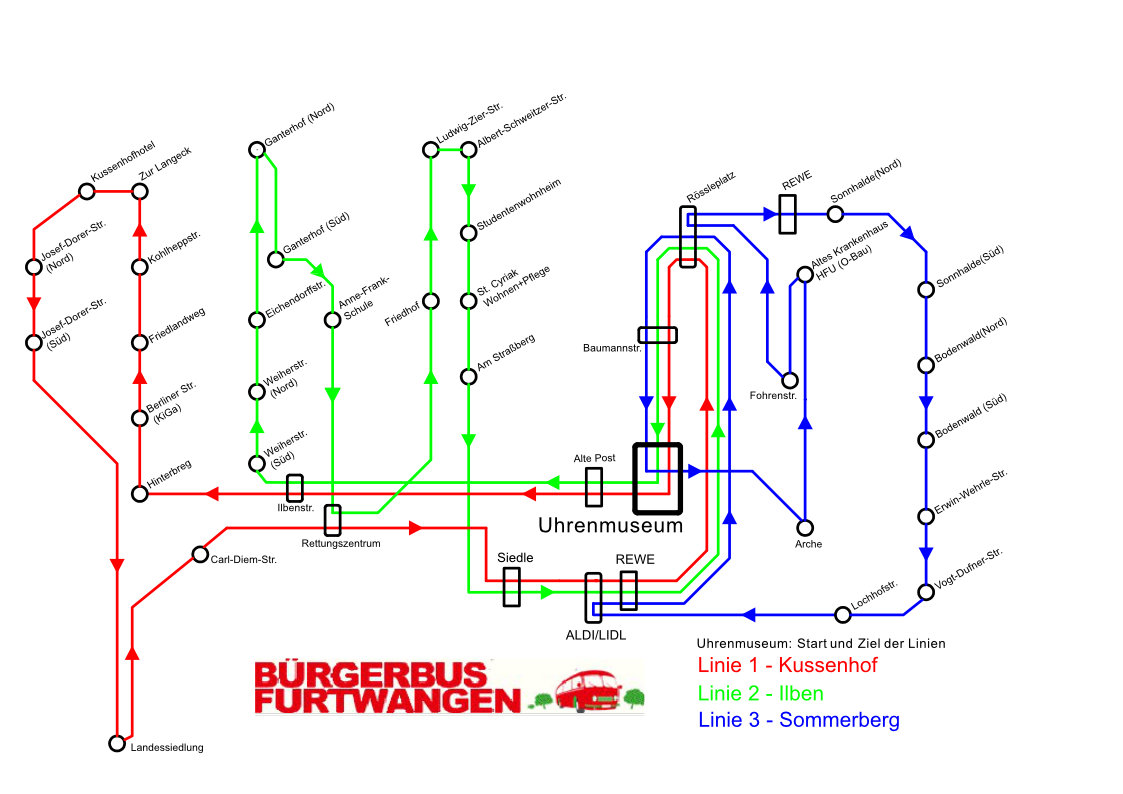 Kussenhofhotel
Zur Langeck
Josef-Dorer-Str.
(Nord)
Kohlheppstr.
Josef-Dorer-Str.
(Süd)
Friedlandweg
Berliner Str.
(KiGa)
Hinterbreg
Carl-Diem-Str.
Landessiedlung
Ganterhof (Nord)
Ganterhof (Süd)
Eichendorffstr.
Anne-Frank-
Schule
Weiherstr.
(Nord)
Weiherstr.
(Süd)
Ilbenstr.
Rettungszentrum
Ludwig-Zier-Str.
Albert-Schweitzer-Str.
Studentenwohnheim
Friedhof
St. Cyriak
Wohnen+Pflege
Am Straßberg
Alte Post
Uhrenmuseum
Siedle
REWE
ALDI/LIDL
Baumannstr.
Rössleplatz
REWE
Sonnhalde(Nord)
Altes Krankenhaus
HFU (O-Bau)
Fohrenstr.
Arche
Sonnhalde(Süd)
Bodenwald(Nord)
Bodenwald (Süd)
Erwin-Wehrle-Str.
Vogt-Dufner-Str.
Lochhofstr.
Uhrenmuseum: Start und Ziel der Linien
Linie 1 - Kussenhof
Linie 2 - Ilben
Linie 3 - Sommerberg
BÜRGERBUS
FURTWANGEN